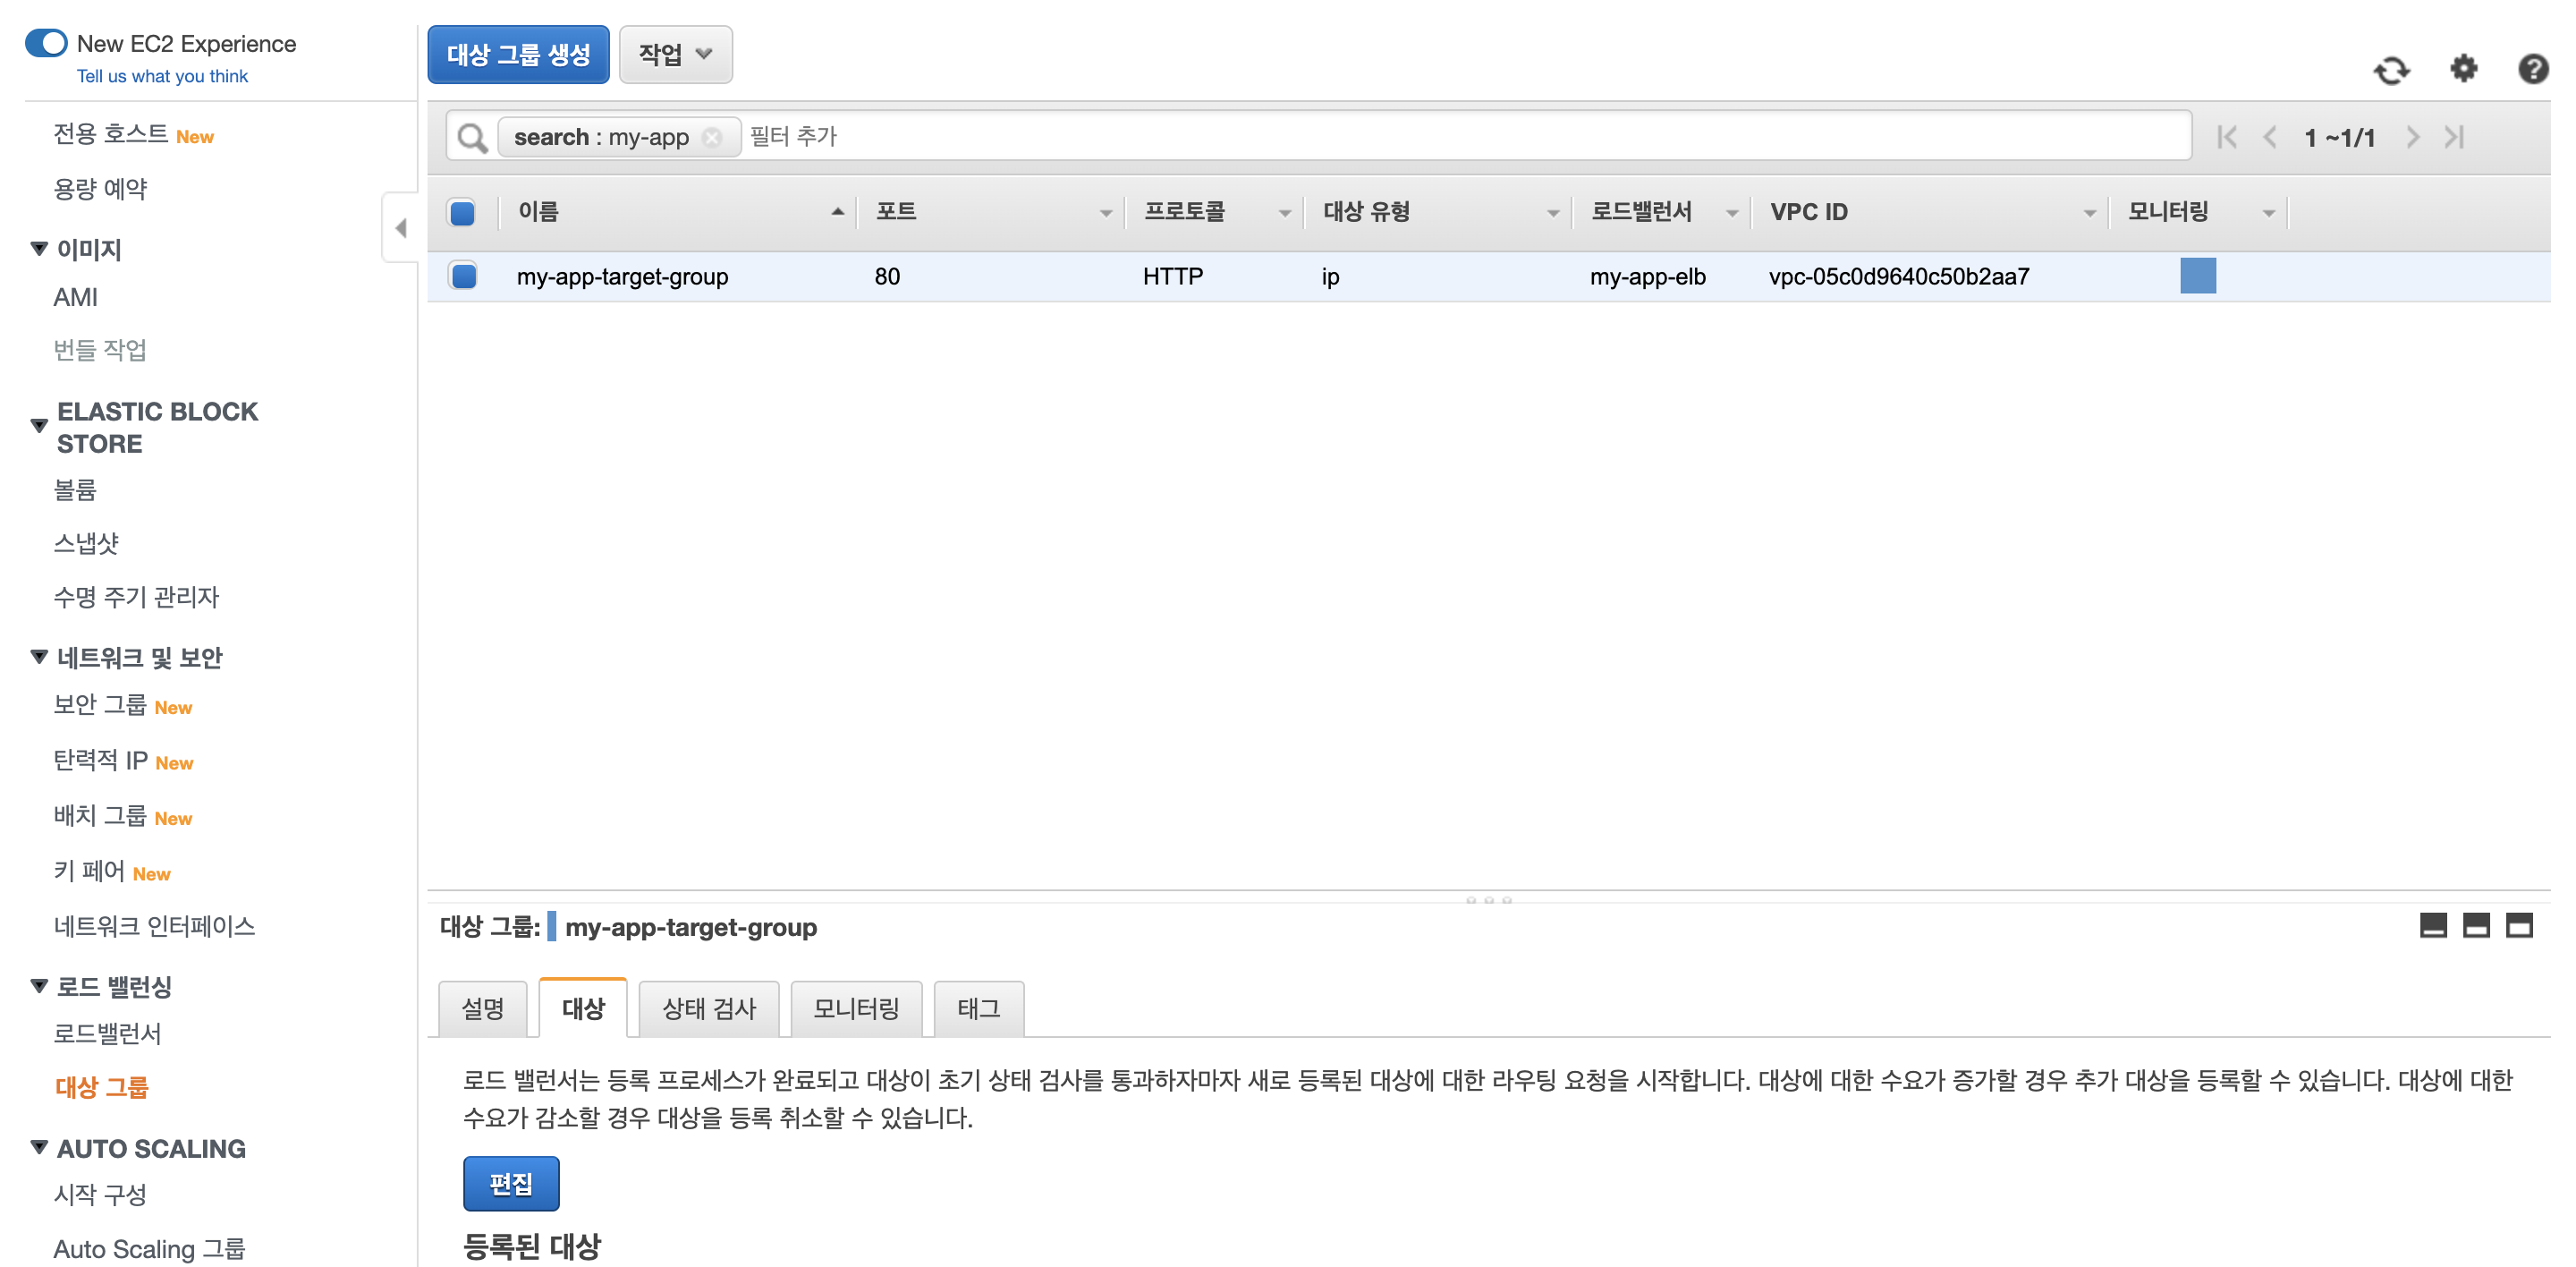 New EC2 Experience
Tell us what you think
전용 호스트 New
용량 예약
이미지
AMI
번들 작업
ELASTIC BLOCK
STORE
볼륨
스냅샷
수명 주기 관리자
네트워크 및 보안
보안 그룹 New
탄력적 IP New
배치 그룹 New
키 페어 New
네트워크 인터페이스
로드 밸런싱
로드밸런서
대상 그룹
AUTO SCALING
시작 구성
Auto Scaling 그룹
대상 그룹 생성 작업
search : my-app 필터 추가 1 ~1/1
이름 포트 프로토콜 대상 유형 로드밸런서 VPC ID 모니터링
my-app-target-group 80 HTTP ip my-app-elb vpc-05c0d9640c50b2aa7
대상 그룹: my-app-target-group
설명 대상 상태 검사 모니터링 태그
로드 밸런서는 등록 프로세스가 완료되고 대상이 초기 상태 검사를 통과하자마자 새로 등록된 대상에 대한 라우팅 요청을 시작합니다. 대상에 대한 수요가 증가할 경우 추가 대상을 등록할 수 있습니다. 대상에 대한
수요가 감소할 경우 대상을 등록 취소할 수 있습니다.
편집
등록된 대상